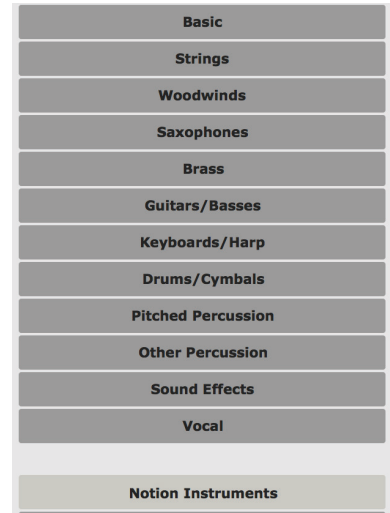 Basic
Strings
Woodwinds
Saxophones
Brass
Guitars/Basses
Keyboards/Harp
Drums/Cymbals
Pitched Percussion
Other Percussion
Sound Effects
Vocal
Notion Instruments